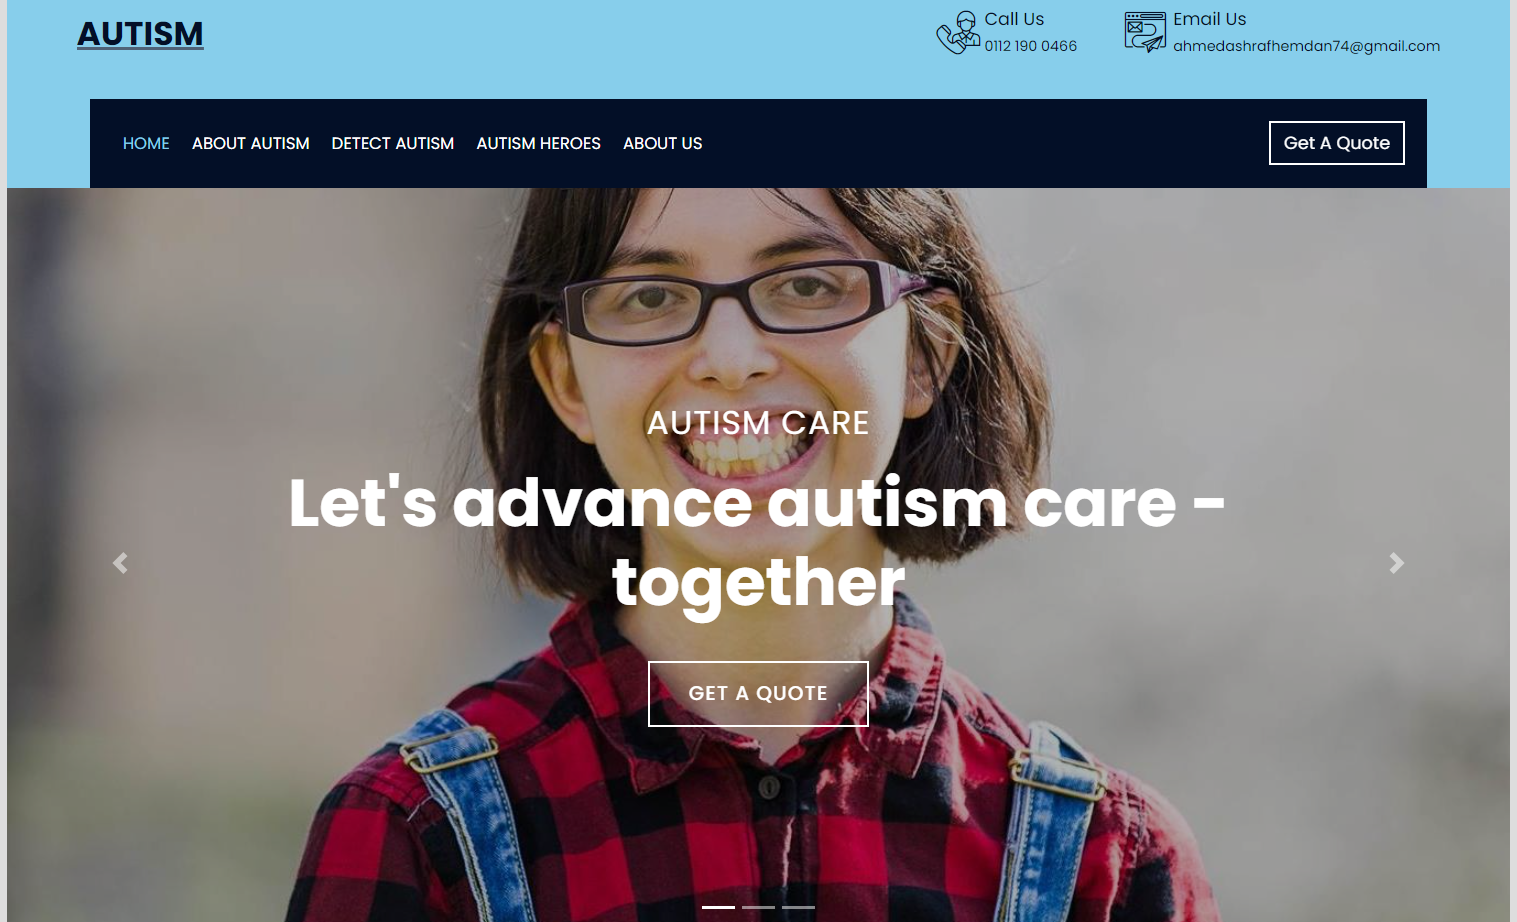 AUTISM
Call Us
0112 190 0466
Email Us
ahmedashrafhemdan74@gmail.com
HOME
ABOUT AUTISM
DETECT AUTISM
AUTISM HEROES
ABOUT US
Get A Quote
AUTISM CARE
Let's advance autism care -
together
GET A QUOTE